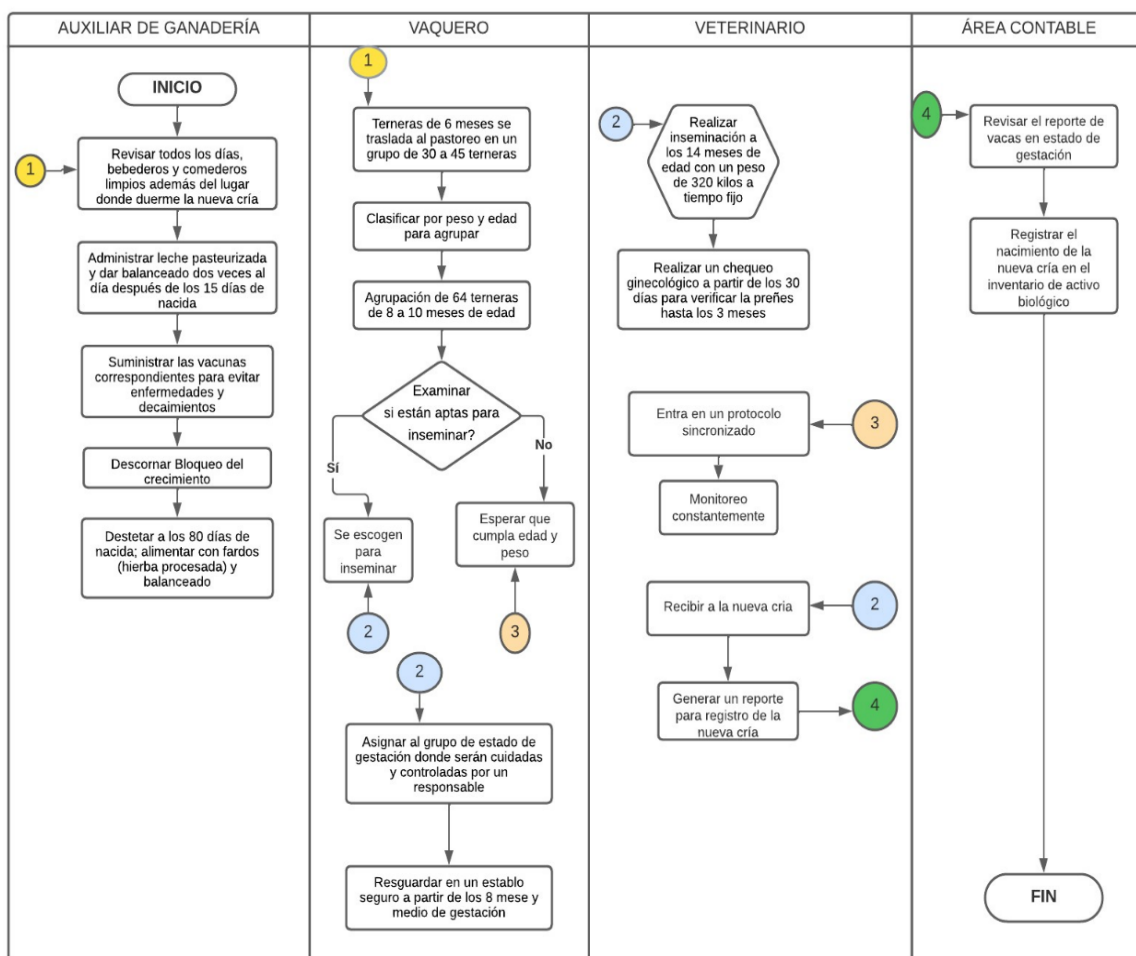 AUXILIAR DE GANADERÍA
INICIO
1
Revisar todos los días,
bebederos y comederos
limpios además del lugar
donde duerme la nueva cría
Administrar leche pasteurizada
y dar balanceado dos veces al
día después de los 15 días de
nacida
Suministrar las vacunas
correspondientes para evitar
enfermedades y
decaimientos
Descornar Bloqueo del
crecimiento
Destetar a los 80 días de
nacida; alimentar con fardos
(hierba procesada) y
balanceado
VAQUERO
1
Terneras de 6 meses se
traslada al pastoreo en un
grupo de 30 a 45 terneras
Clasificar por peso y edad
para agrupar
Agrupación de 64 terneras
de 8 a 10 meses de edad
Examinar
si están aptas para
inseminar?
Sí
No
Se escogen
para
inseminar
Esperar que
cumpla edad y
peso
2
3
2
Asignar al grupo de estado de
gestación donde serán cuidadas
y controladas por un
responsable
Resguardar en un establo
seguro a partir de los 8 mese y
medio de gestación
VETERINARIO
2
Realizar
inseminación a
los 14 meses de
edad con un peso
de 320 kilos a
tiempo fijo
Realizar un chequeo
ginecológico a partir de los 30
días para verificar la preñes
hasta los 3 meses
Entra en un protocolo
sincronizado
3
Monitoreo
constantemente
Recibir a la nueva cria
2
Generar un reporte
para registro de la
nueva cría
4
ÁREA CONTABLE
4
Revisar el reporte de
vacas en estado de
gestación
Registrar el
nacimiento de la
nueva cría en el
inventario de activo
biológico
FIN